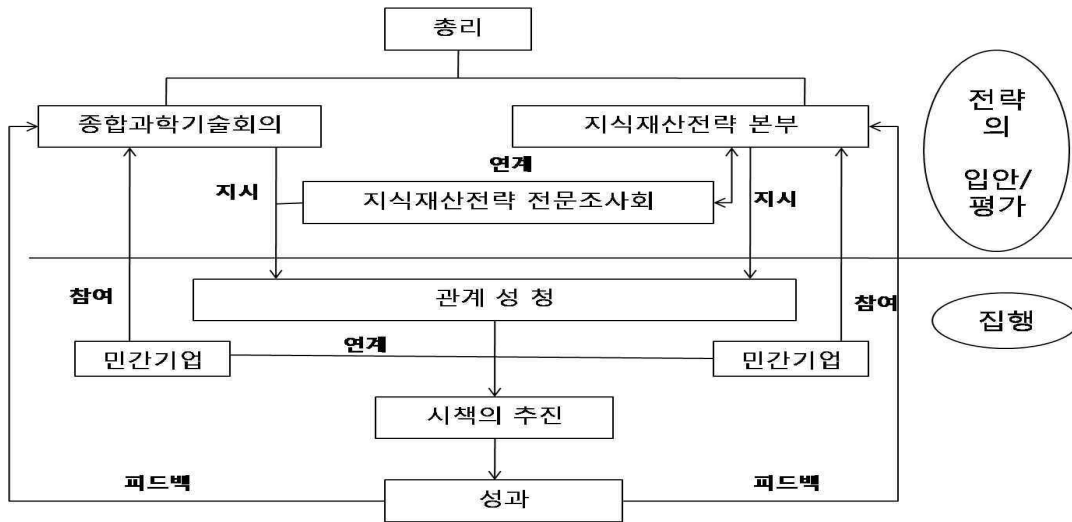 총리
종합과학기술회의
지식재산전략 본부
전략
의
입안/
평가
연계
지시
지식재산전략 전문조사회
지시
참여
관계 성 청
참여
집행
민간기업
연계
민간기업
시책의 추진
피드백
성과
피드백